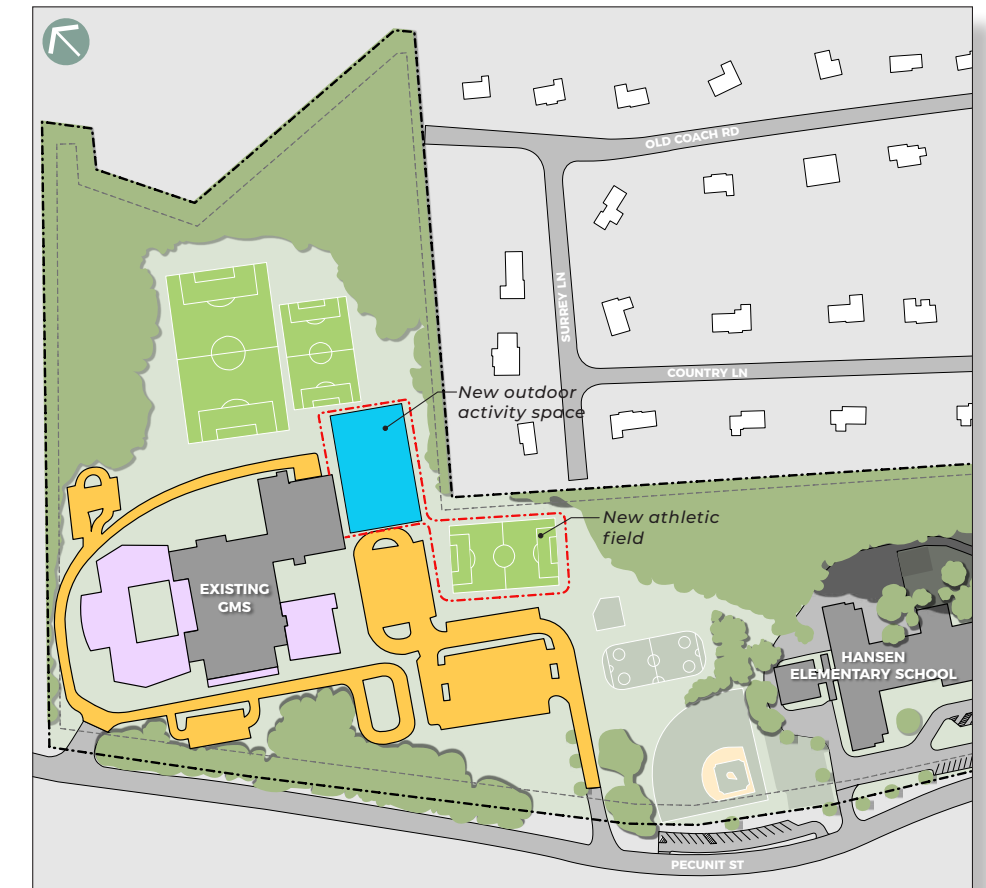 OLD COACH RD
SURREY LN
COUNTRY LN
New outdoor
activity space
New athletic
field
EXISTING
GMS
HANSEN
ELEMENTARY SCHOOL
PECUNIT ST